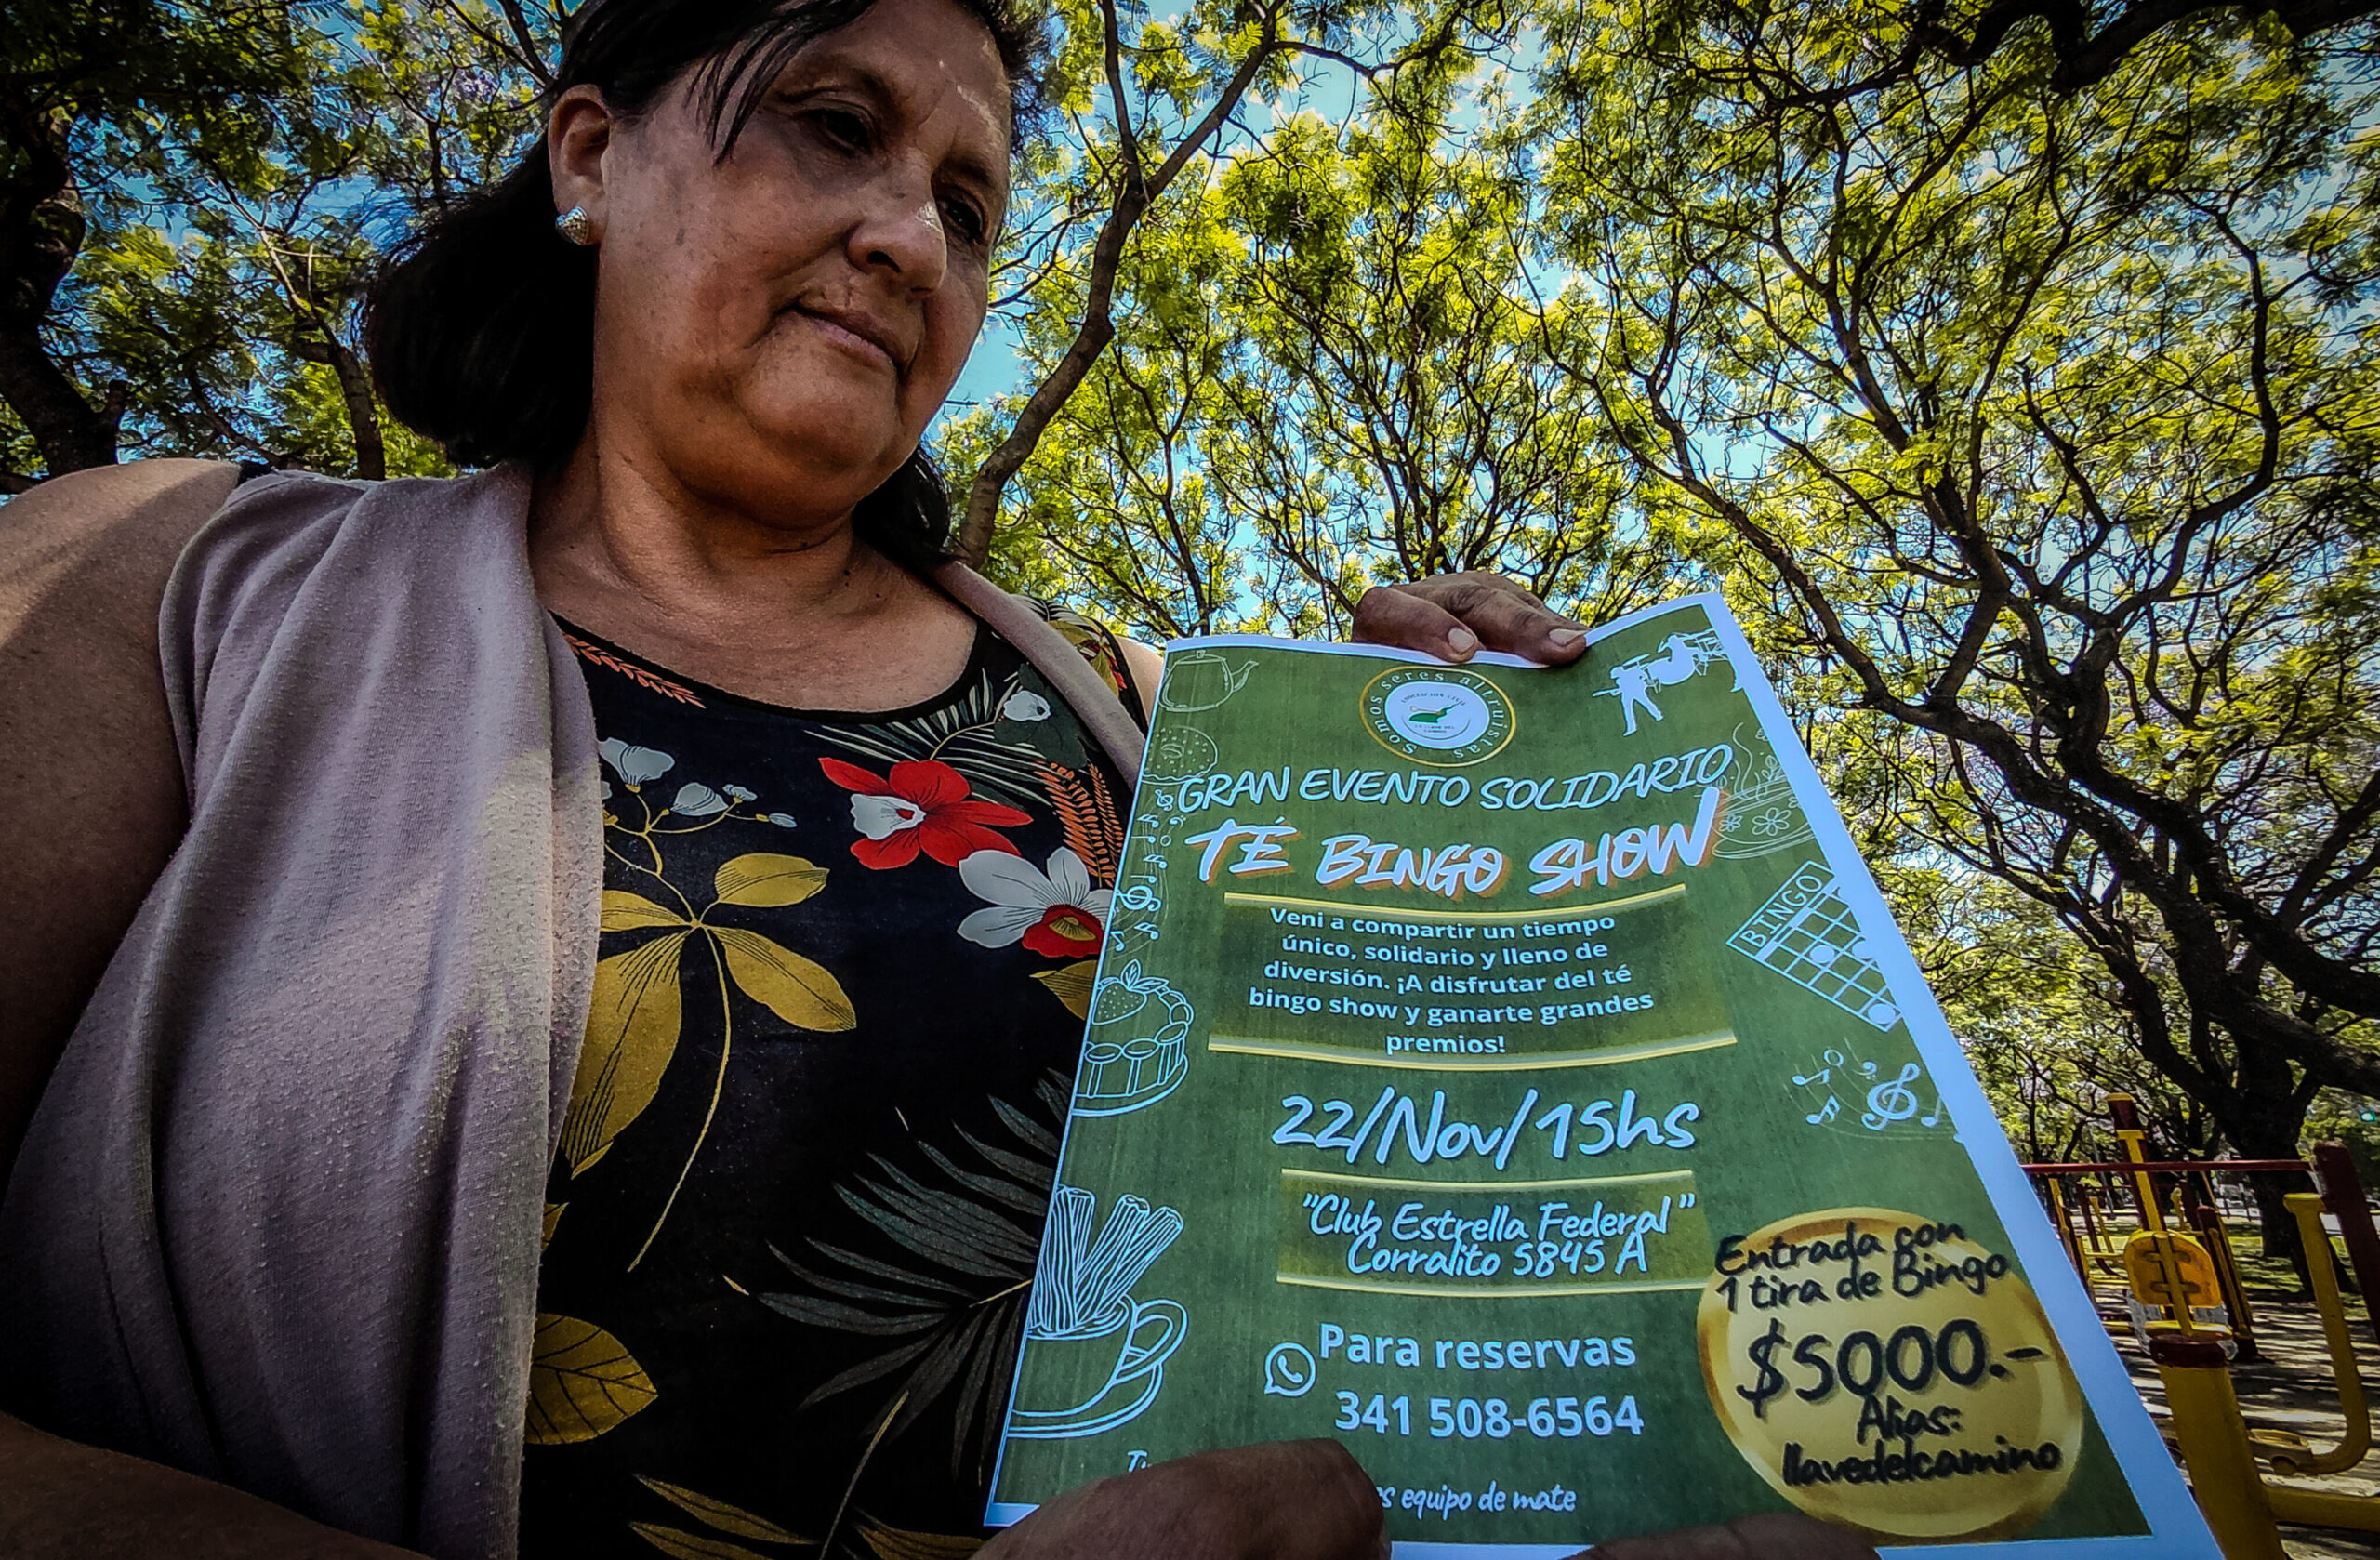 Somos seres altruistas
GRAN EVENTO SOLIDARIO
TÉ BINGO SHOW
Veni a compartir un tiempo
único, solidario y lleno de
diversión. ¡A disfrutar del té
bingo show y ganarte grandes
premios!
BINGO
22/Nov/15hs
"Club Estrella Federal"
Corralito 5845 A
Entrada con
1 tira de Bingo
$5000.-
Alias:
llavedelcamino
Para reservas
341 508-6564
equipo de mate